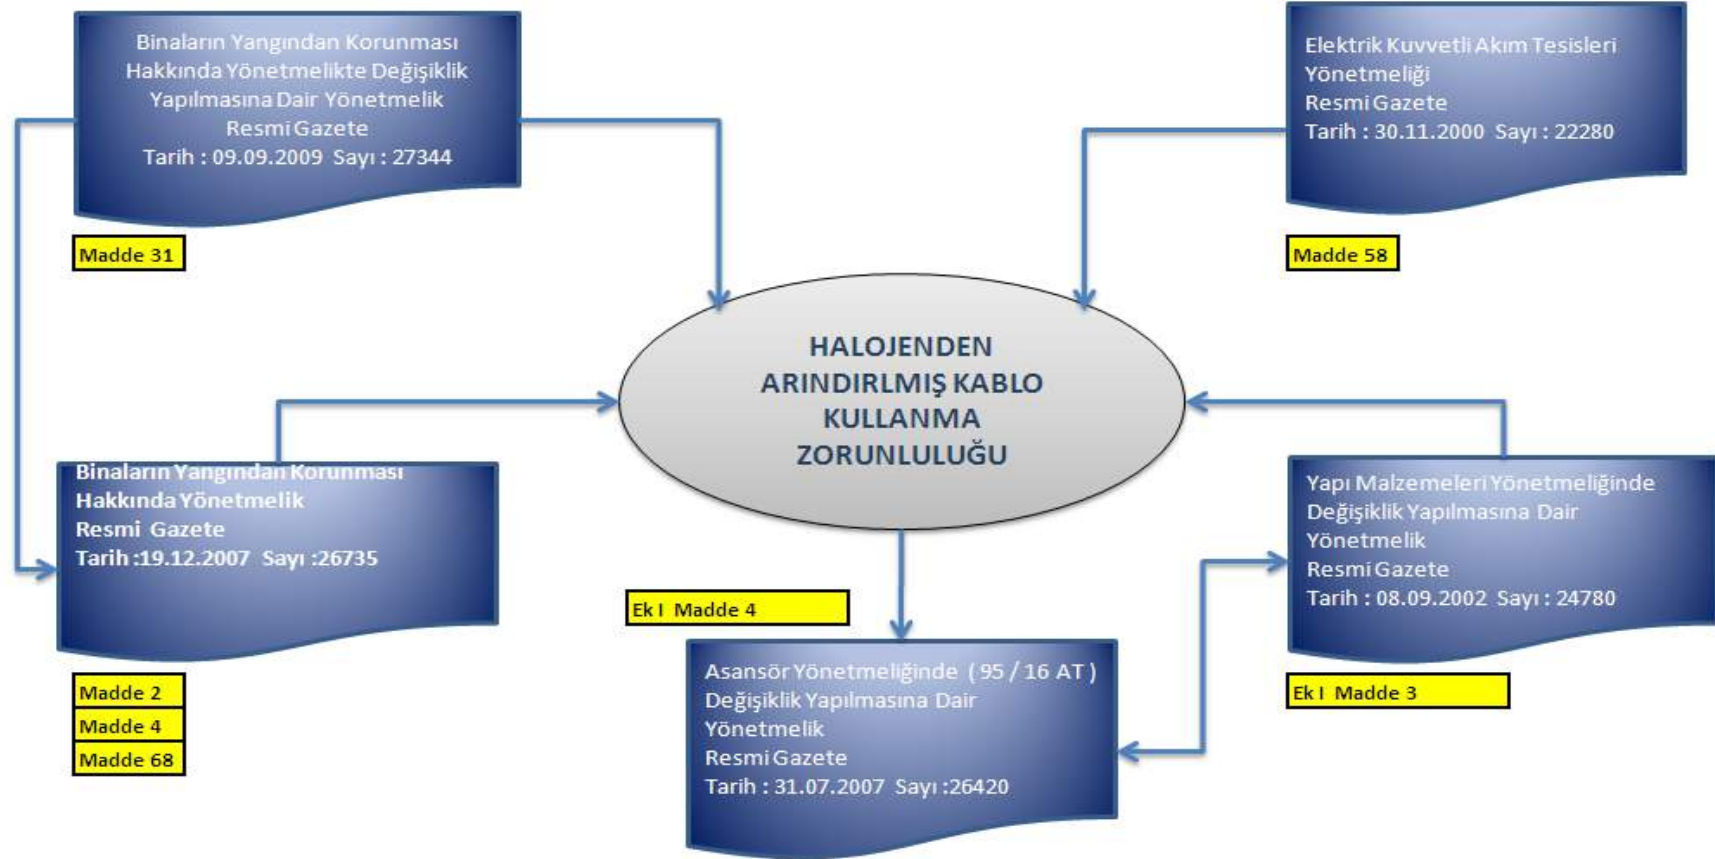 Binaların Yangından Korunması
Hakkında Yönetmelikte Değişiklik
Yapılmasına Dair Yönetmelik
Resmi Gazete
Tarih : 09.09.2009 Sayı : 27344
Madde 31
Elektrik Kuvvetli Akım Tesisleri
Yönetmeliği
Resmi Gazete
Tarih : 30.11.2000 Sayı : 22280
Madde 58
HALOJENDEN
ARINDIRLMIŞ KABLO
KULLANMA
ZORUNLULUĞU
Binaların Yangından Korunması
Hakkında Yönetmelik
Resmi Gazete
Tarih :19.12.2007 Sayı :26735
Madde 2
Madde 4
Madde 68
Ek I Madde 4
Asansör Yönetmeliğinde ( 95 / 16 AT )
Değişiklik Yapılmasına Dair
Yönetmelik
Resmi Gazete
Tarih : 31.07.2007 Sayı :26420
Yapı Malzemeleri Yönetmeliğinde
Değişiklik Yapılmasına Dair
Yönetmelik
Resmi Gazete
Tarih : 08.09.2002 Sayı : 24780
Ek I Madde 3